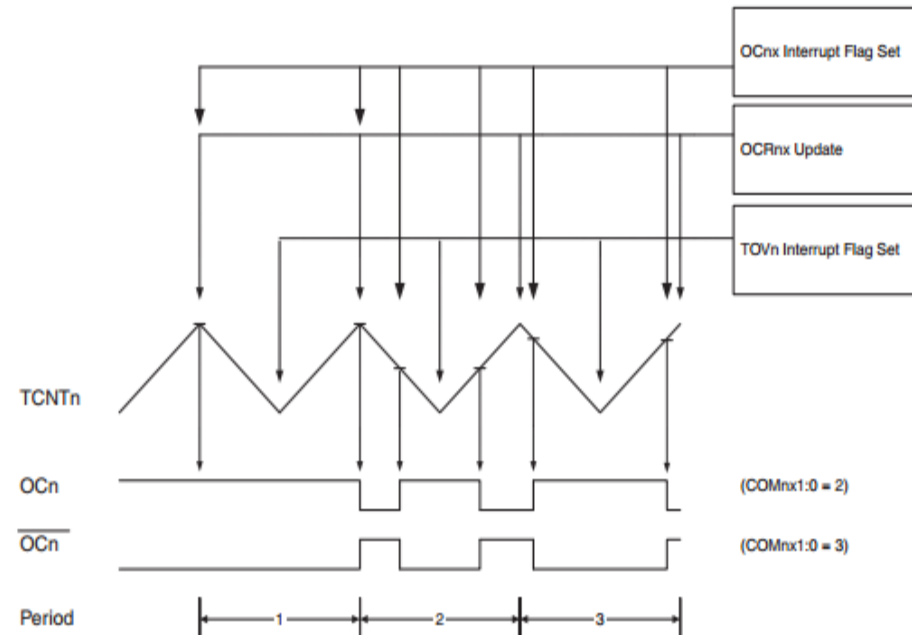 OCnx Interrupt Flag Set
OCRnx Update
TOVn Interrupt Flag Set
TCNTn
OCn
(COMnx1:0 = 2)
OCn
(COMnx1:0 = 3)
Period
1
2
3